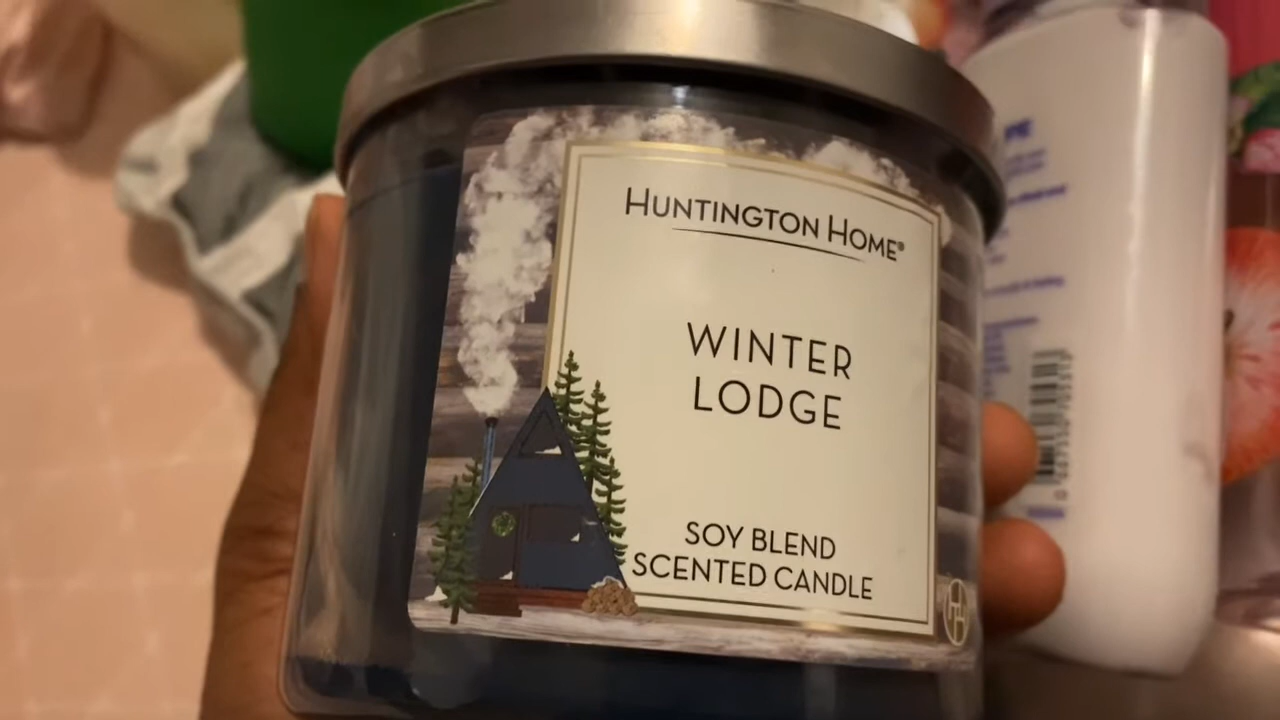 HUNTINGTON HOME®
WINTER
LODGE
SOY BLEND
SCENTED CANDLE